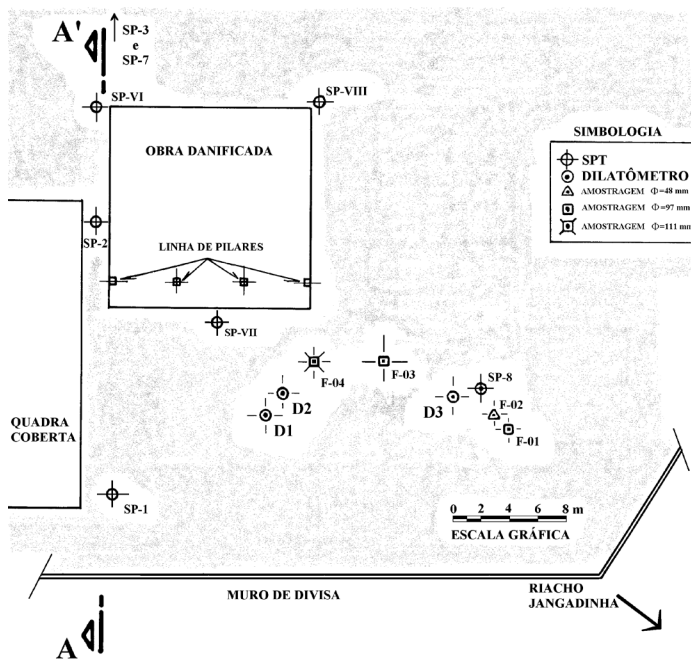 A'
SP-3
e
SP-7
SP-VI
SP-VIII
OBRA DANIFICADA
SIMBOLOGIA
SPT
DILATÔMETRO
AMOSTRAGEM Φ=48 mm
AMOSTRAGEM Φ=97 mm
AMOSTRAGEM Φ=111 mm
SP-2
LINHA DE PILARES
SP-VII
F-04
F-03
SP-8
D2
D3
F-02
D1
F-01
QUADRA
COBERTA
SP-1
0 2 4 6 8 m
ESCALA GRÁFICA
MURO DE DIVISA
RIACHO
JANGADINHA
A